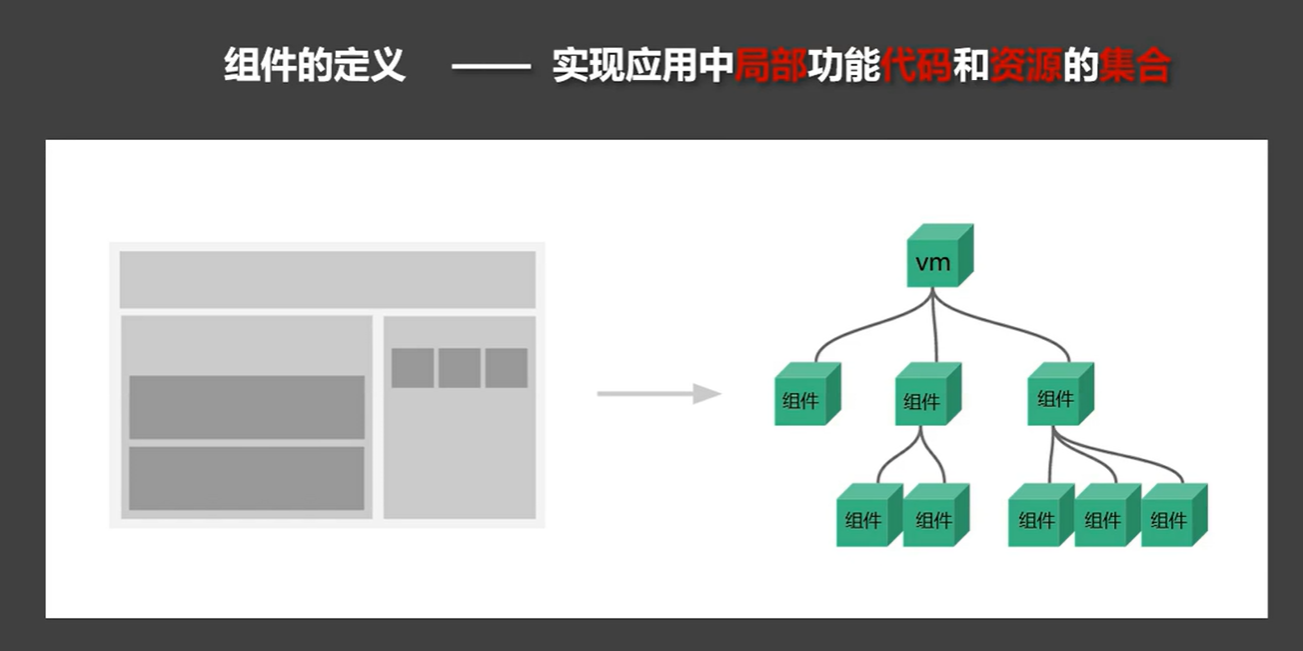 组件的定义 —— 实现应用中局部功能代码和资源的集合
vm
组件 组件 组件
组件 组件 组件 组件 组件